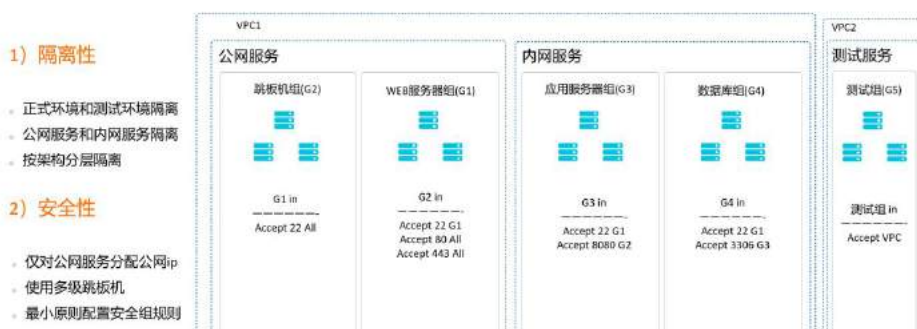 1）隔离性
正式环境和测试环境隔离
公网服务和内网服务隔离
按架构分层隔离
2）安全性
仅对公网服务分配公网ip
使用多级跳板机
最小原则配置安全组规则
VPC1
公网服务
跳板机组(G2)
G1 in
Accept 22 All
WEB服务器组(G1)
G2 in
Accept 22 G1
Accept 80 All
Accept 443 All
内网服务
应用服务器组(G3)
G3 in
Accept 22 G1
Accept 8080 G2
数据库组(G4)
G4 in
Accept 22 G1
Accept 3306 G3
VPC2
测试服务
测试组(G5)
测试组 in
Accept VPC